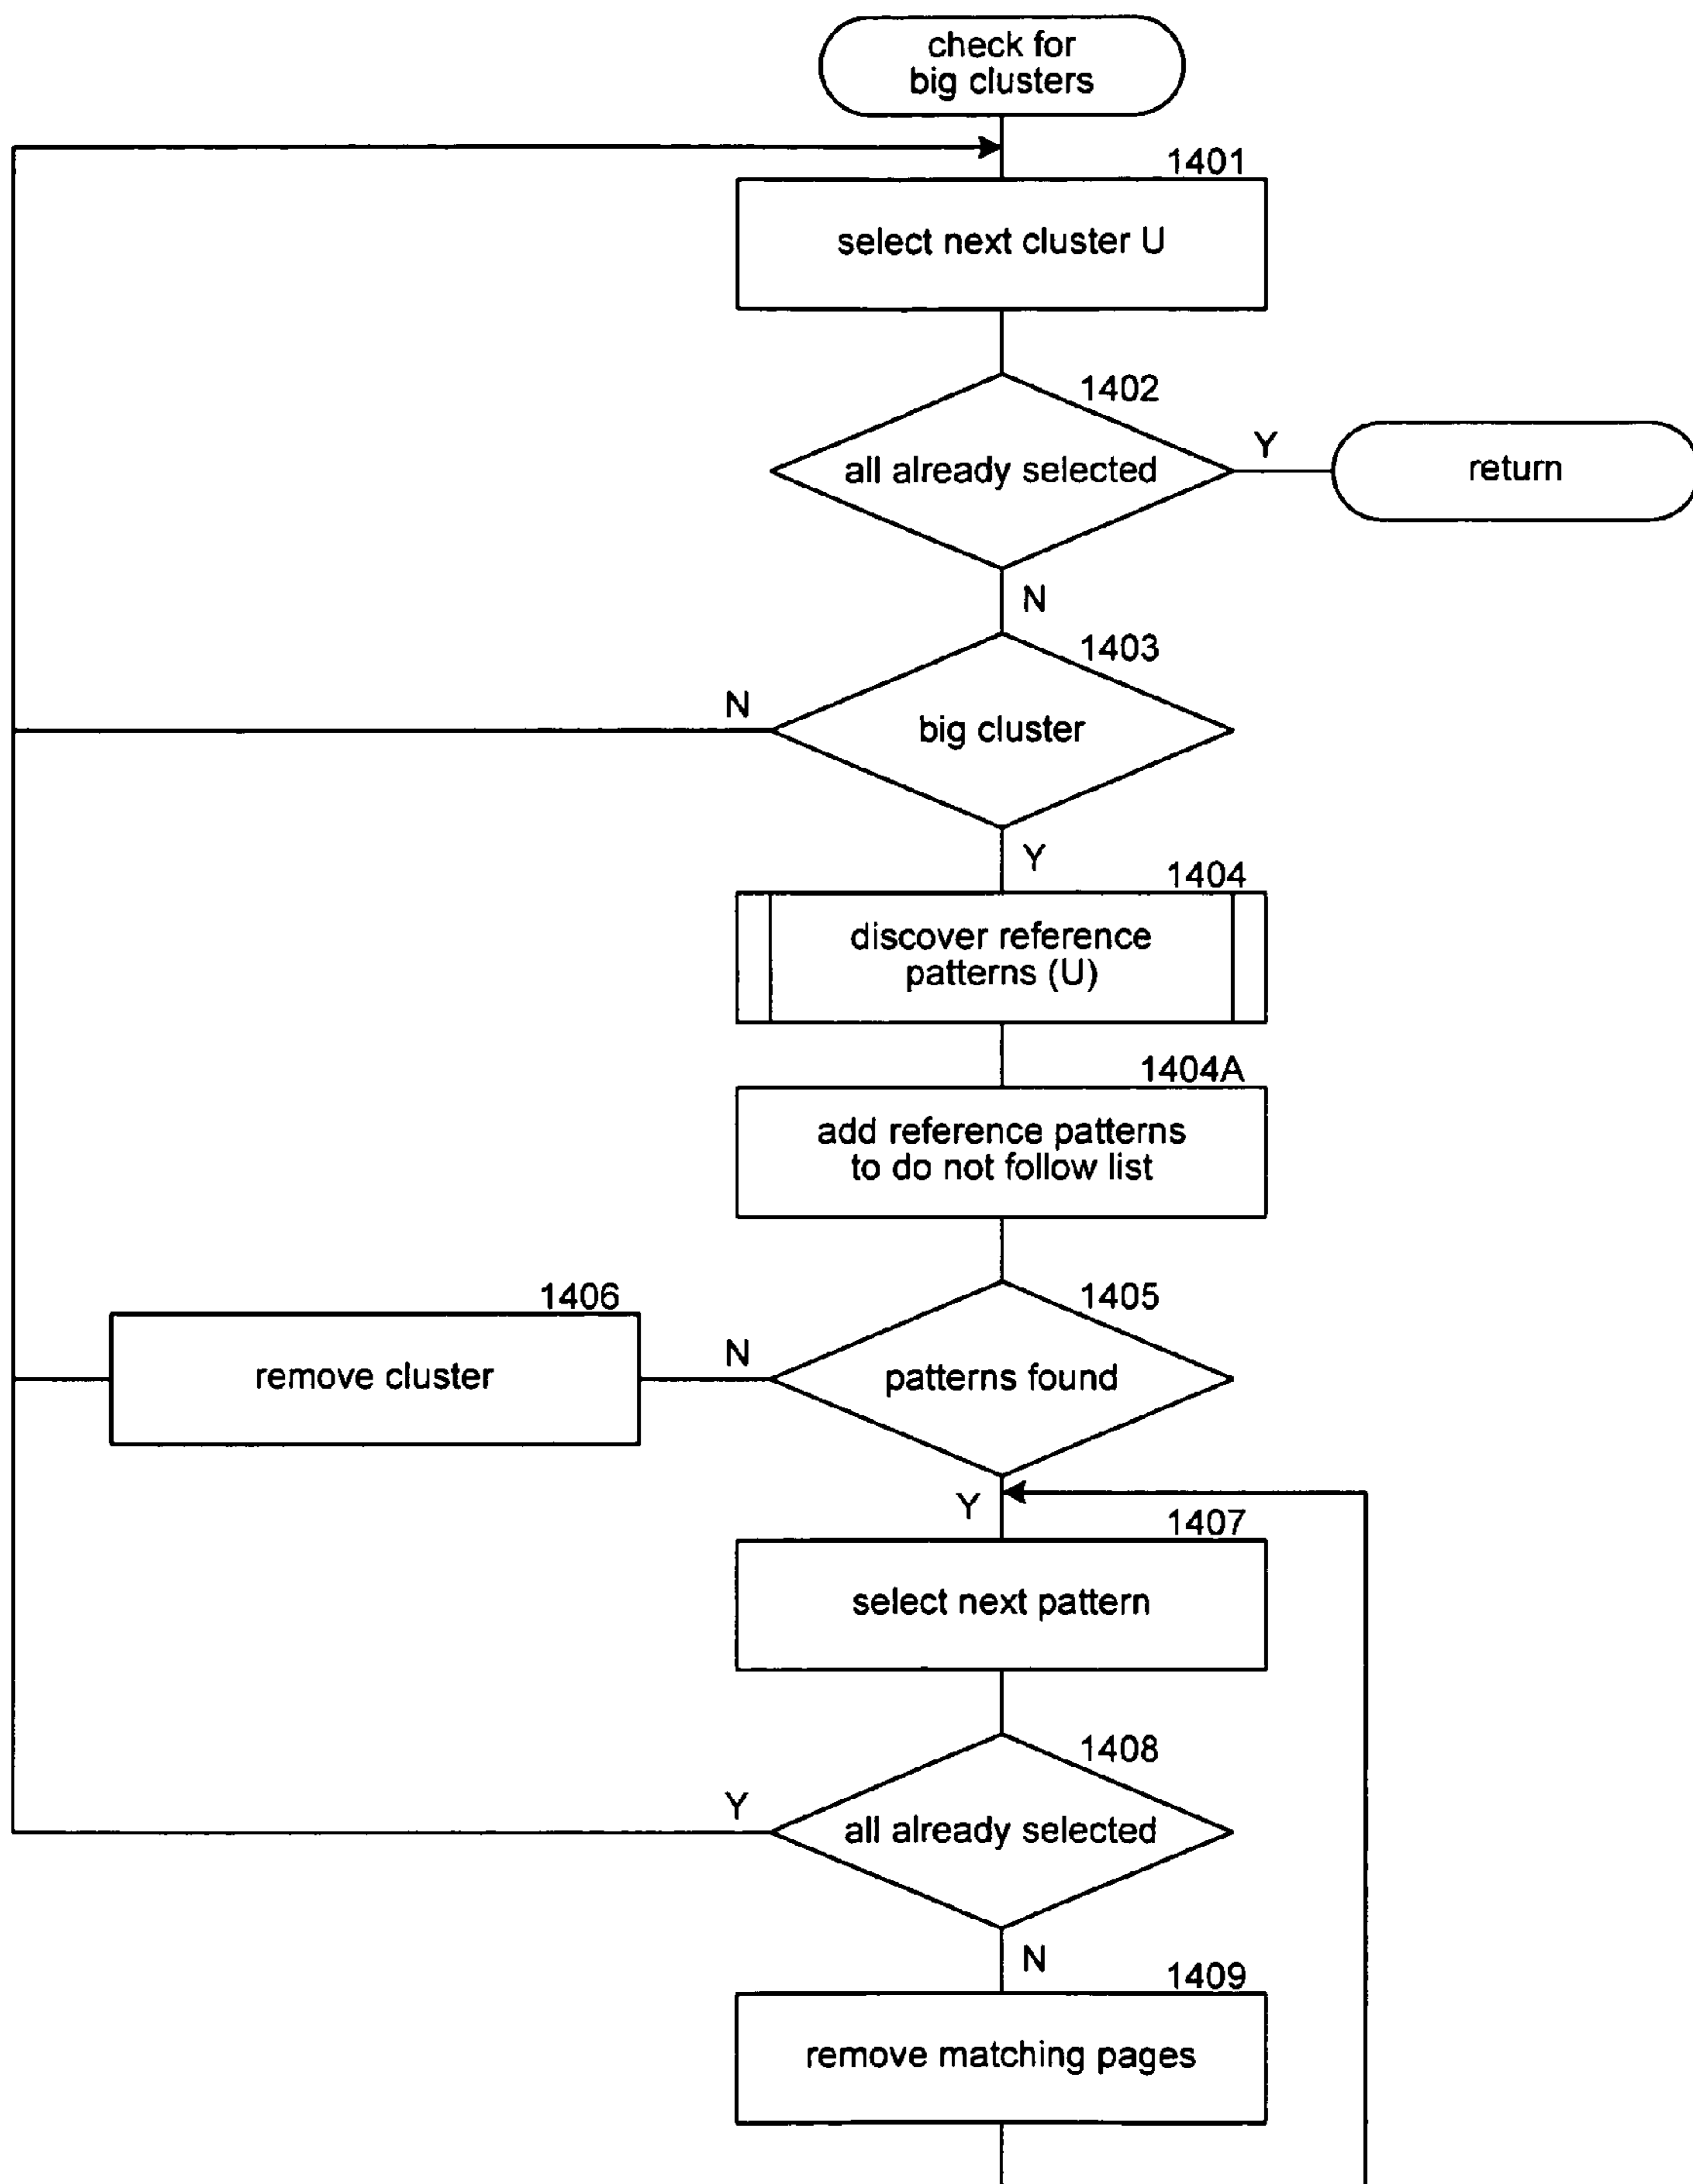 check for
big clusters
1401
select next cluster U
1402
all already selected
Y
return
N
1403
N
big cluster
Y
1404
discover reference
patterns (U)
1404A
add reference patterns
to do not follow list
1406
1405
remove cluster
N
patterns found
Y
1407
select next pattern
1408
Y
all already selected
N
1409
remove matching pages